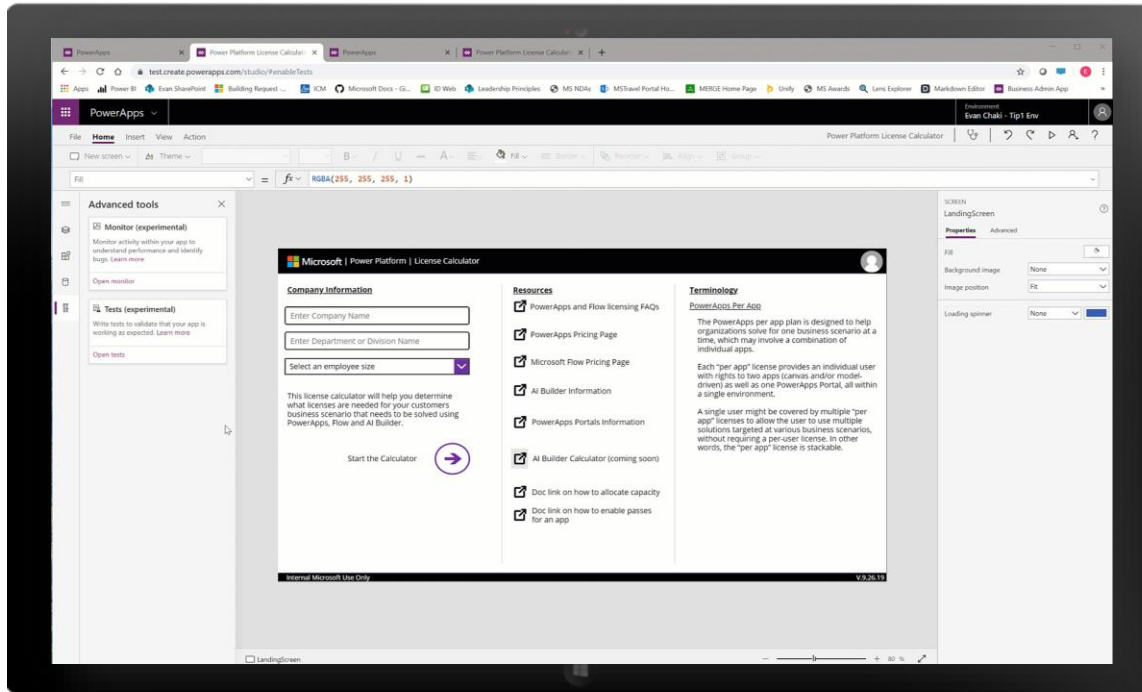 PowerApps
Power Platform License Calculat
PowerApps
Power Platform License Calculat
test.create.powerapps.com/studio/#enableTests
Apps
Power BI
Evan SharePoint
Building Request ...
ICM
Microsoft Docs - Gi...
ID Web
Leadership Principles
MS NDAs
MSTravel Portal Ho...
MERGE Home Page
Unify
MS Awards
Lens Explorer
Markdown Editor
Business Admin App
»
PowerApps
Environment
Evan Chaki - Tip1 Env
File Home Insert View Action
Power Platform License Calculator
New screen
Theme
Fill
Border
Reorder
Align
Group
Fill
= fx RGBA(255, 255, 255, 1)
Advanced tools
Monitor (experimental)
Monitor activity within your app to
understand performance and identify
bugs. Learn more
Open monitor
Tests (experimental)
Write tests to validate that your app is
working as expected. Learn more
Open tests
Microsoft | Power Platform | License Calculator
Company Information
Enter Company Name
Enter Department or Division Name
Select an employee size
This license calculator will help you determine
what licenses are needed for your customers
business scenario that needs to be solved using
PowerApps, Flow and AI Builder.
Start the Calculator
Resources
PowerApps and Flow licensing FAQs
PowerApps Pricing Page
Microsoft Flow Pricing Page
AI Builder Information
PowerApps Portals Information
AI Builder Calculator (coming soon)
Doc link on how to allocate capacity
Doc link on how to enable passes
for an app
Terminology
PowerApps Per App
The PowerApps per app plan is designed to help
organizations solve for one business scenario at a
time, which may involve a combination of
individual apps.
Each "per app" license provides an individual user
with rights to two apps (canvas and/or model-
driven) as well as one PowerApps Portal, all within
a single environment.
A single user might be covered by multiple "per
app" licenses to allow the user to use multiple
solutions targeted at various business scenarios,
without requiring a per-user license. In other
words, the "per app" license is stackable.
Internal Microsoft Use Only
V.9.26.19
SCREEN
LandingScreen
Properties Advanced
Fill
Background image None
Image position Fit
Loading spinner None
LandingScreen
80 %